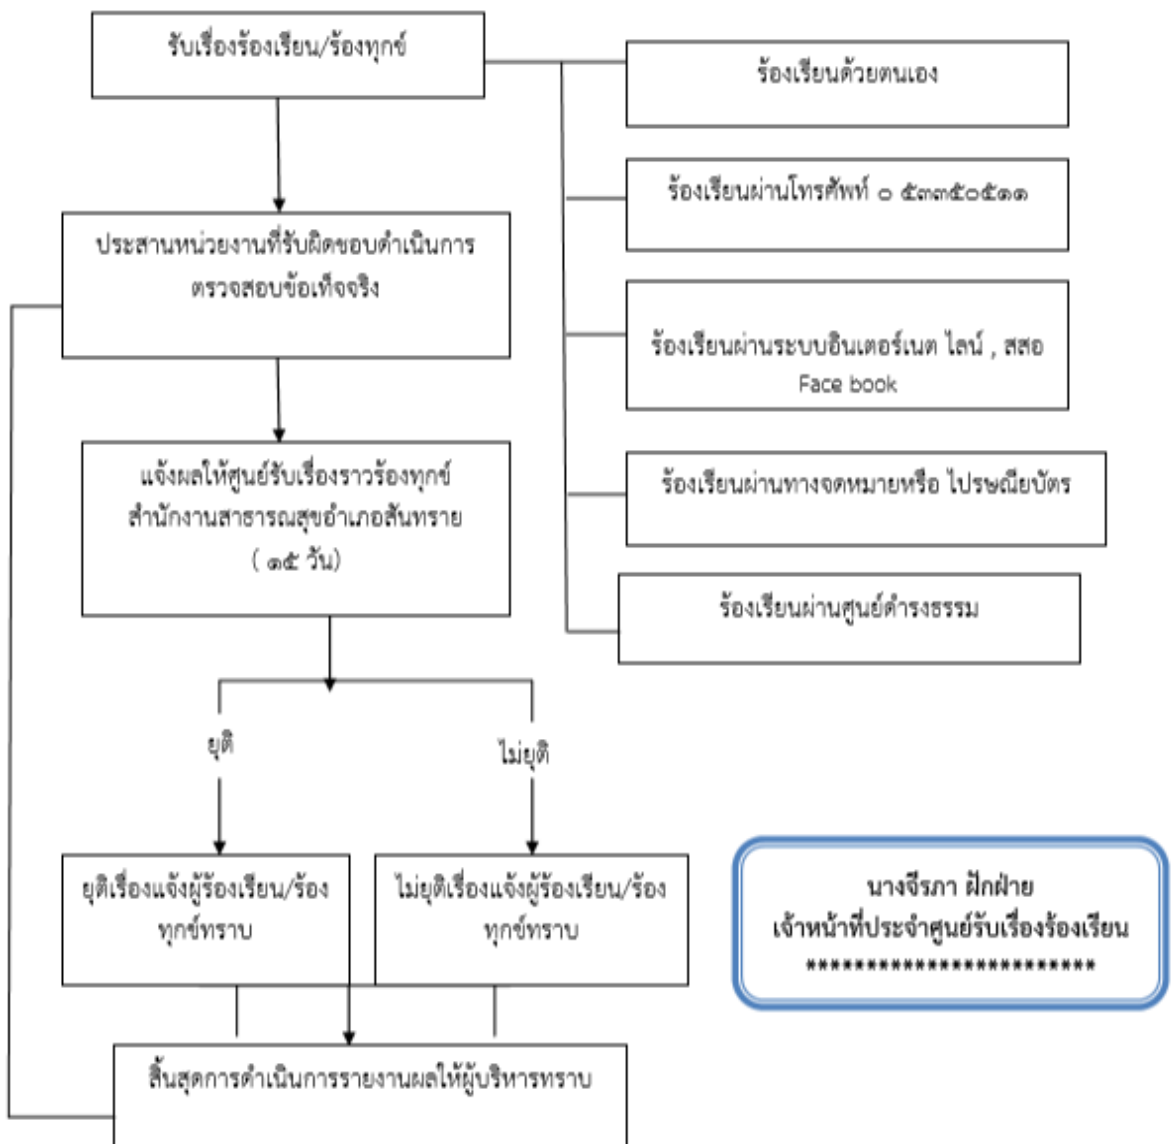 รับเรื่องร้องเรียน/ร้องทุกข์
ร้องเรียนด้วยตนเอง
ร้องเรียนผ่านโทรศัพท์ ๐ ๕๓๓๕๐๕๑๑
ประสานหน่วยงานที่รับผิดชอบดำเนินการ
ตรวจสอบข้อเท็จจริง
ร้องเรียนผ่านระบบอินเตอร์เนต ไลน์ , สสอ
Face book
แจ้งผลให้ศูนย์รับเรื่องราวร้องทุกข์
สำนักงานสาธารณสุขอำเภอสันทราย
( ๑๕ วัน)
ร้องเรียนผ่านทางจดหมายหรือ ไปรษณียบัตร
ร้องเรียนผ่านศูนย์ดำรงธรรม
ยุติ
ไม่ยุติ
ยุติเรื่องแจ้งผู้ร้องเรียน/ร้อง
ทุกข์ทราบ
ไม่ยุติเรื่องแจ้งผู้ร้องเรียน/ร้อง
ทุกข์ทราบ
นางจีรภา ฝักฝ่าย
เจ้าหน้าที่ประจำศูนย์รับเรื่องร้องเรียน
************************
สิ้นสุดการดำเนินการรายงานผลให้ผู้บริหารทราบ